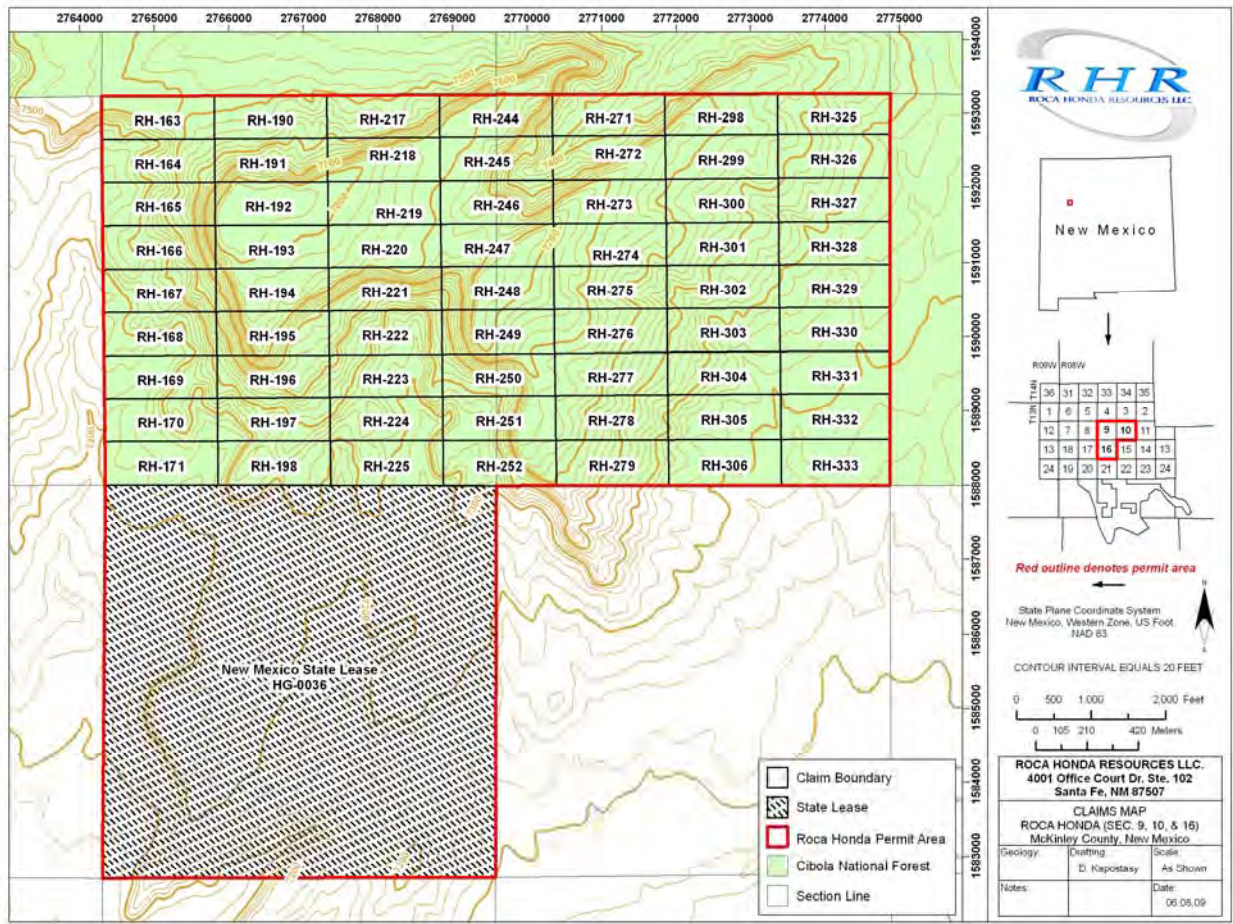 2764000 2765000 2766000 2767000 2768000 2769000 2770000 2771000 2772000 2773000 2774000 2775000
1594000
1593000
1592000
1591000
1590000
1589000
1588000
1587000
1586000
1585000
1584000
1583000
7500 7500 7600
RH-163 RH-190 RH-217 RH-244 RH-271 RH-298 RH-325
RH-164 RH-191 RH-218 RH-245 RH-272 RH-299 RH-326
7700 7400
RH-165 RH-192 RH-219 RH-246 RH-273 RH-300 RH-327
RH-166 RH-193 RH-220 RH-247 RH-274 RH-301 RH-328
RH-167 RH-194 RH-221 RH-248 RH-275 RH-302 RH-329
RH-168 RH-195 RH-222 RH-249 RH-276 RH-303 RH-330
RH-169 RH-196 RH-223 RH-250 RH-277 RH-304 RH-331
RH-170 RH-197 RH-224 RH-251 RH-278 RH-305 RH-332
RH-171 RH-198 RH-225 RH-252 RH-279 RH-306 RH-333
New Mexico State Lease
HG-0036
Claim Boundary
State Lease
Roca Honda Permit Area
Cibola National Forest
Section Line
RHR
ROCA HONDA RESOURCES LLC.
New Mexico
R09W R08W
T14N
T13N
36 31 32 33 34 35
1 6 5 4 3 2
12 7 8 9 10 11
13 18 17 16 15 14 13
24 19 20 21 22 23 24
Red outline denotes permit area
N
S
State Plane Coordinate System
New Mexico, Western Zone, US Foot
NAD 83
CONTOUR INTERVAL EQUALS 20 FEET
0 500 1,000 2,000 Feet
0 105 210 420 Meters
ROCA HONDA RESOURCES LLC.
4001 Office Court Dr. Ste. 102
Santa Fe, NM 87507
CLAIMS MAP
ROCA HONDA (SEC. 9, 10, & 16)
McKinley County, New Mexico
Geology: Drafting: Scale:
D. Kapostasy As Shown
Notes: Date:
06.08.09